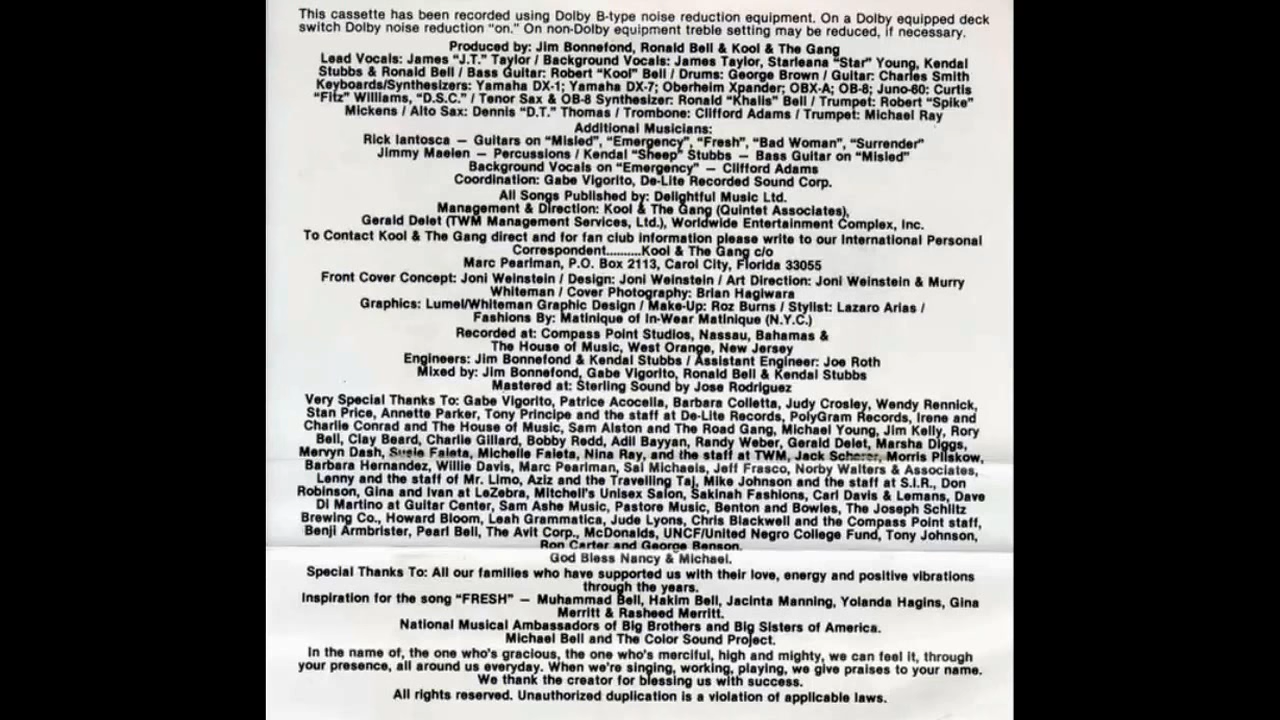 This cassette has been recorded using Dolby B-type noise reduction equipment. On a Dolby equipped deck
switch Dolby noise reduction "on." On non-Dolby equipment treble setting may be reduced, if necessary.
Produced by: Jim Bonnefond, Ronald Bell & Kool & The Gang
Lead Vocals: James "J.T." Taylor / Background Vocals: James Taylor, Starleana "Star" Young, Kendal
Stubbs & Ronald Bell / Bass Guitar: Robert "Kool" Bell / Drums: George Brown / Guitar: Charles Smith
Keyboards/Synthesizers: Yamaha DX-1; Yamaha DX-7; Oberheim Xpander; OBX-A; OB-8; Juno-60: Curtis
"Fitz" Williams, "D.S.C." / Tenor Sax & OB-8 Synthesizer: Ronald "Khalis" Bell / Trumpet: Robert "Spike"
Mickens / Alto Sax: Dennis "D.T." Thomas / Trombone: Clifford Adams / Trumpet: Michael Ray
Additional Musicians:
Rick Iantosca — Guitars on "Misled", "Emergency", "Fresh", "Bad Woman", "Surrender"
Jimmy Maelen — Percussions / Kendal "Sheep" Stubbs — Bass Guitar on "Misled"
Background Vocals on "Emergency" — Clifford Adams
Coordination: Gabe Vigorito, De-Lite Recorded Sound Corp.
All Songs Published by: Delightful Music Ltd.
Management & Direction: Kool & The Gang (Quintet Associates),
Gerald Delet (TWM Management Services, Ltd.), Worldwide Entertainment Complex, Inc.
To Contact Kool & The Gang direct and for fan club information please write to our International Personal
Correspondent..........Kool & The Gang c/o
Marc Pearlman, P.O. Box 2113, Carol City, Florida 33055
Front Cover Concept: Joni Weinstein / Design: Joni Weinstein / Art Direction: Joni Weinstein & Murry
Whiteman / Cover Photography: Brian Hagiwara
Graphics: Lumel/Whiteman Graphic Design / Make-Up: Roz Burns / Stylist: Lazaro Arias /
Fashions By: Matinique of In-Wear Matinique (N.Y.C.)
Recorded at: Compass Point Studios, Nassau, Bahamas &
The House of Music, West Orange, New Jersey
Engineers: Jim Bonnefond & Kendal Stubbs / Assistant Engineer: Joe Roth
Mixed by: Jim Bonnefond, Gabe Vigorito, Ronald Bell & Kendal Stubbs
Mastered at: Sterling Sound by Jose Rodriguez
Very Special Thanks To: Gabe Vigorito, Patrice Acocella, Barbara Colletta, Judy Crosley, Wendy Rennick,
Stan Price, Annette Parker, Tony Principe and the staff at De-Lite Records, PolyGram Records, Irene and
Charlie Conrad and The House of Music, Sam Alston and The Road Gang, Michael Young, Jim Kelly, Rory
Bell, Clay Beard, Charlie Gillard, Bobby Redd, Adil Bayyan, Randy Weber, Gerald Delet, Marsha Diggs,
Mervyn Dash, Susie Faleta, Michelle Faleta, Nina Ray, and the staff at TWM, Jack Scherer, Morris Pliskow,
Barbara Hernandez, Willie Davis, Marc Pearlman, Sal Michaels, Jeff Frasco, Norby Walters & Associates,
Lenny and the staff of Mr. Limo, Aziz and the Travelling Taj, Mike Johnson and the staff at S.I.R., Don
Robinson, Gina and Ivan at LeZebra, Mitchell's Unisex Salon, Sakinah Fashions, Carl Davis & Lemans, Dave
Di Martino at Guitar Center, Sam Ashe Music, Pastore Music, Benton and Bowles, The Joseph Schlitz
Brewing Co., Howard Bloom, Leah Grammatica, Jude Lyons, Chris Blackwell and the Compass Point staff,
Benji Armbrister, Pearl Bell, The Avit Corp., McDonalds, UNCF/United Negro College Fund, Tony Johnson,
Ron Carter and George Benson.
God Bless Nancy & Michael.
Special Thanks To: All our families who have supported us with their love, energy and positive vibrations
through the years.
Inspiration for the song "FRESH" — Muhammad Bell, Hakim Bell, Jacinta Manning, Yolanda Hagins, Gina
Merritt & Rasheed Merritt.
National Musical Ambassadors of Big Brothers and Big Sisters of America.
Michael Bell and The Color Sound Project.
In the name of, the one who's gracious, the one who's merciful, high and mighty, we can feel it, through
your presence, all around us everyday. When we're singing, working, playing, we give praises to your name.
We thank the creator for blessing us with success.
All rights reserved. Unauthorized duplication is a violation of applicable laws.